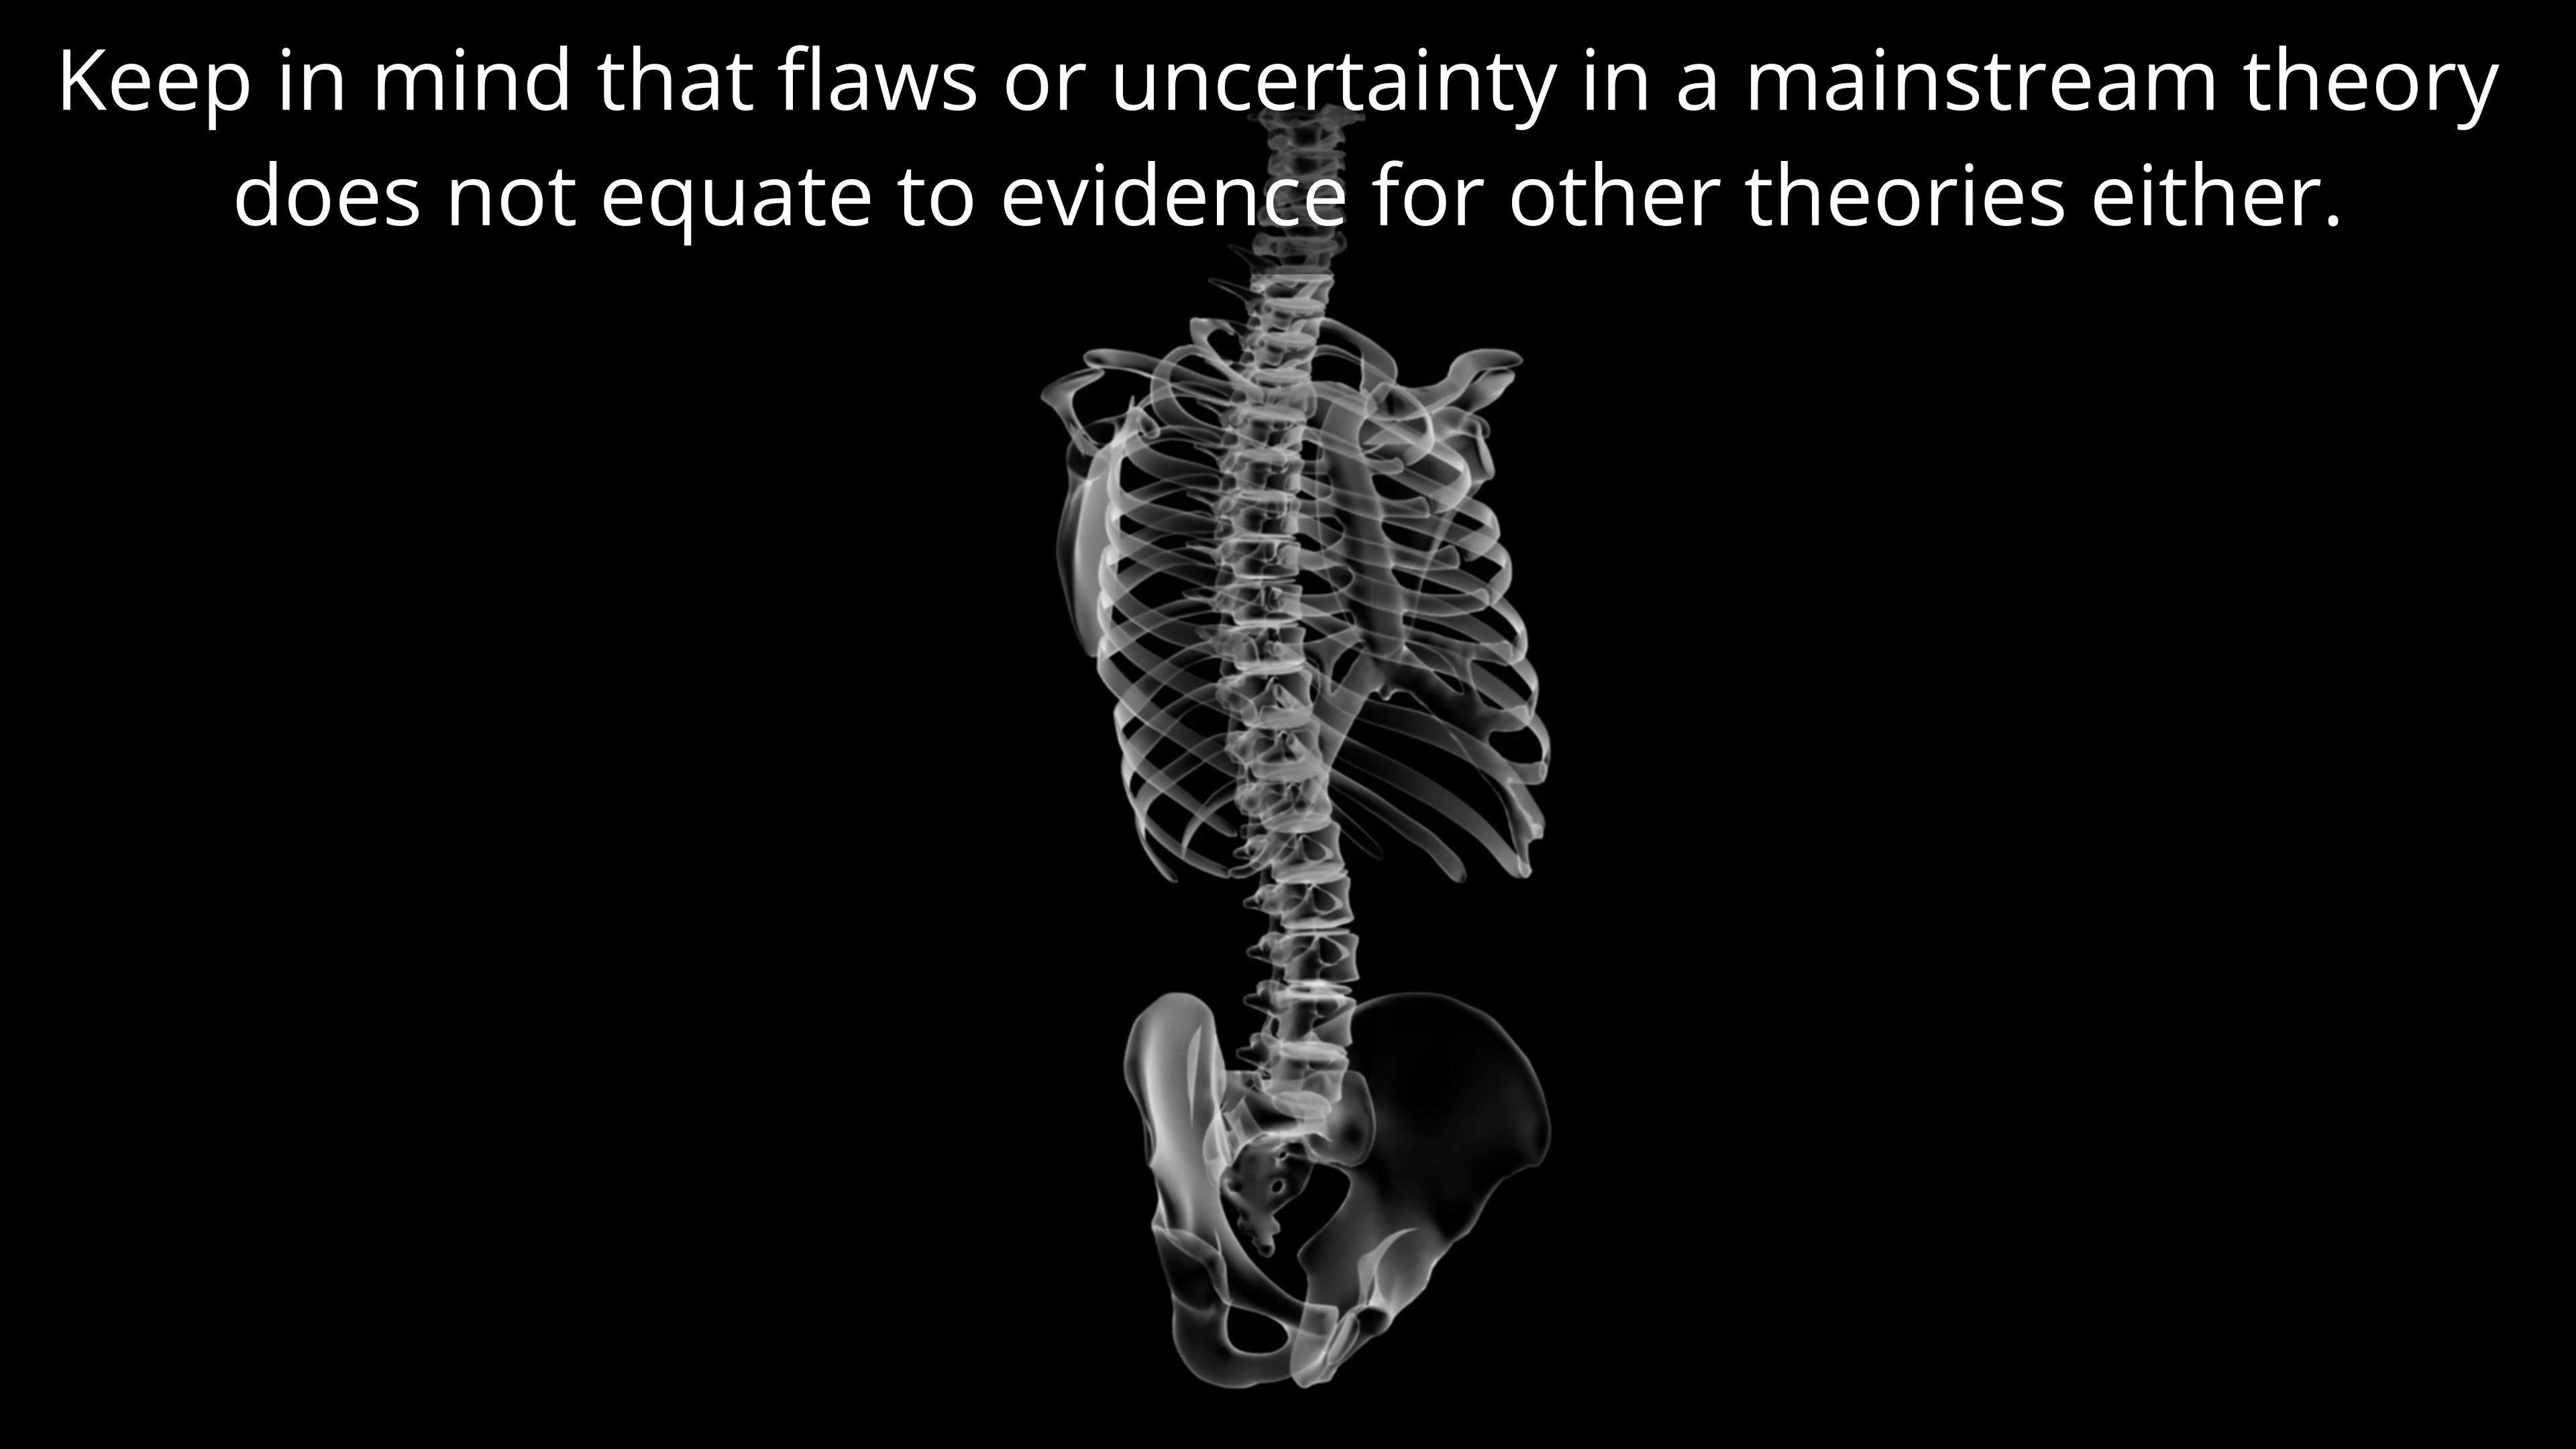 Keep in mind that flaws or uncertainty in a mainstream theory
does not equate to evidence for other theories either.